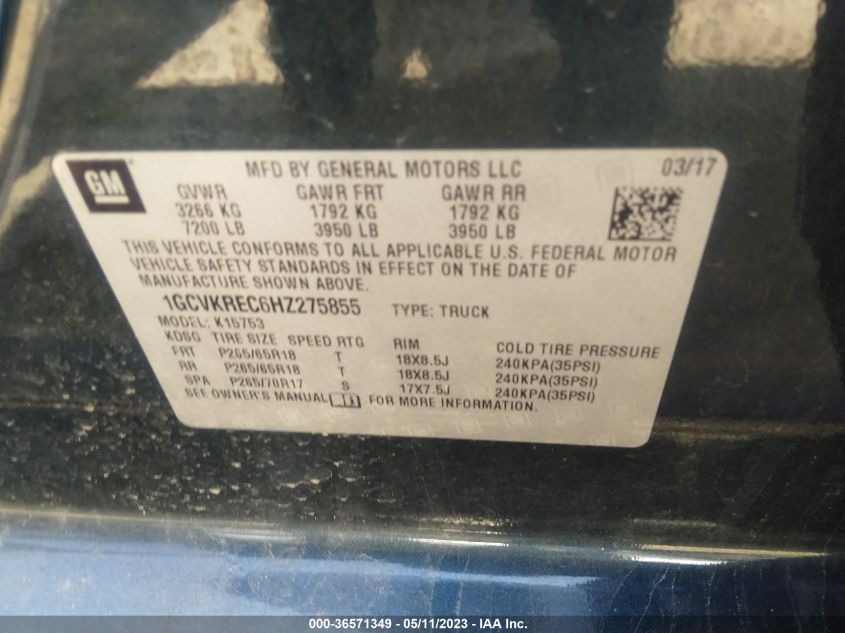 GM MFD BY GENERAL MOTORS LLC 03/17
GVWR GAWR FRT GAWR RR
3266 KG 1792 KG 1792 KG
7200 LB 3950 LB 3950 LB
THIS VEHICLE CONFORMS TO ALL APPLICABLE U.S. FEDERAL MOTOR
VEHICLE SAFETY STANDARDS IN EFFECT ON THE DATE OF
MANUFACTURE SHOWN ABOVE.
1GCVKREC6HZ275855 TYPE: TRUCK
MODEL: K15753
KDSG TIRE SIZE SPEED RTG RIM COLD TIRE PRESSURE
FRT P265/65R18 T 18X8.5J 240KPA(35PSI)
RR P265/65R18 T 18X8.5J 240KPA(35PSI)
SPA P265/70R17 S 17X7.5J 240KPA(35PSI)
SEE OWNER'S MANUAL FOR MORE INFORMATION.
000-36571349 - 05/11/2023 - IAA Inc.